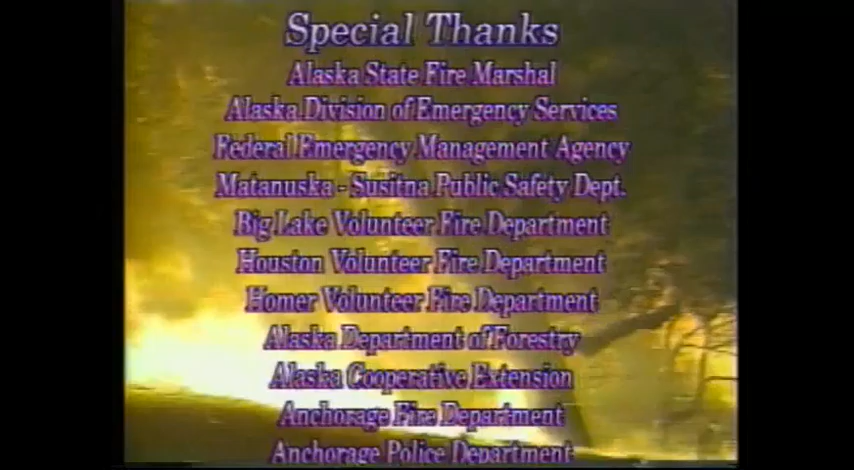 Special Thanks
Alaska State Fire Marshal
Alaska Division of Emergency Services
Federal Emergency Management Agency
Matanuska - Susitna Public Safety Dept.
Big Lake Volunteer Fire Department
Houston Volunteer Fire Department
Homer Volunteer Fire Department
Alaska Department of Forestry
Alaska Cooperative Extension
Anchorage Fire Department
Anchorage Police Department